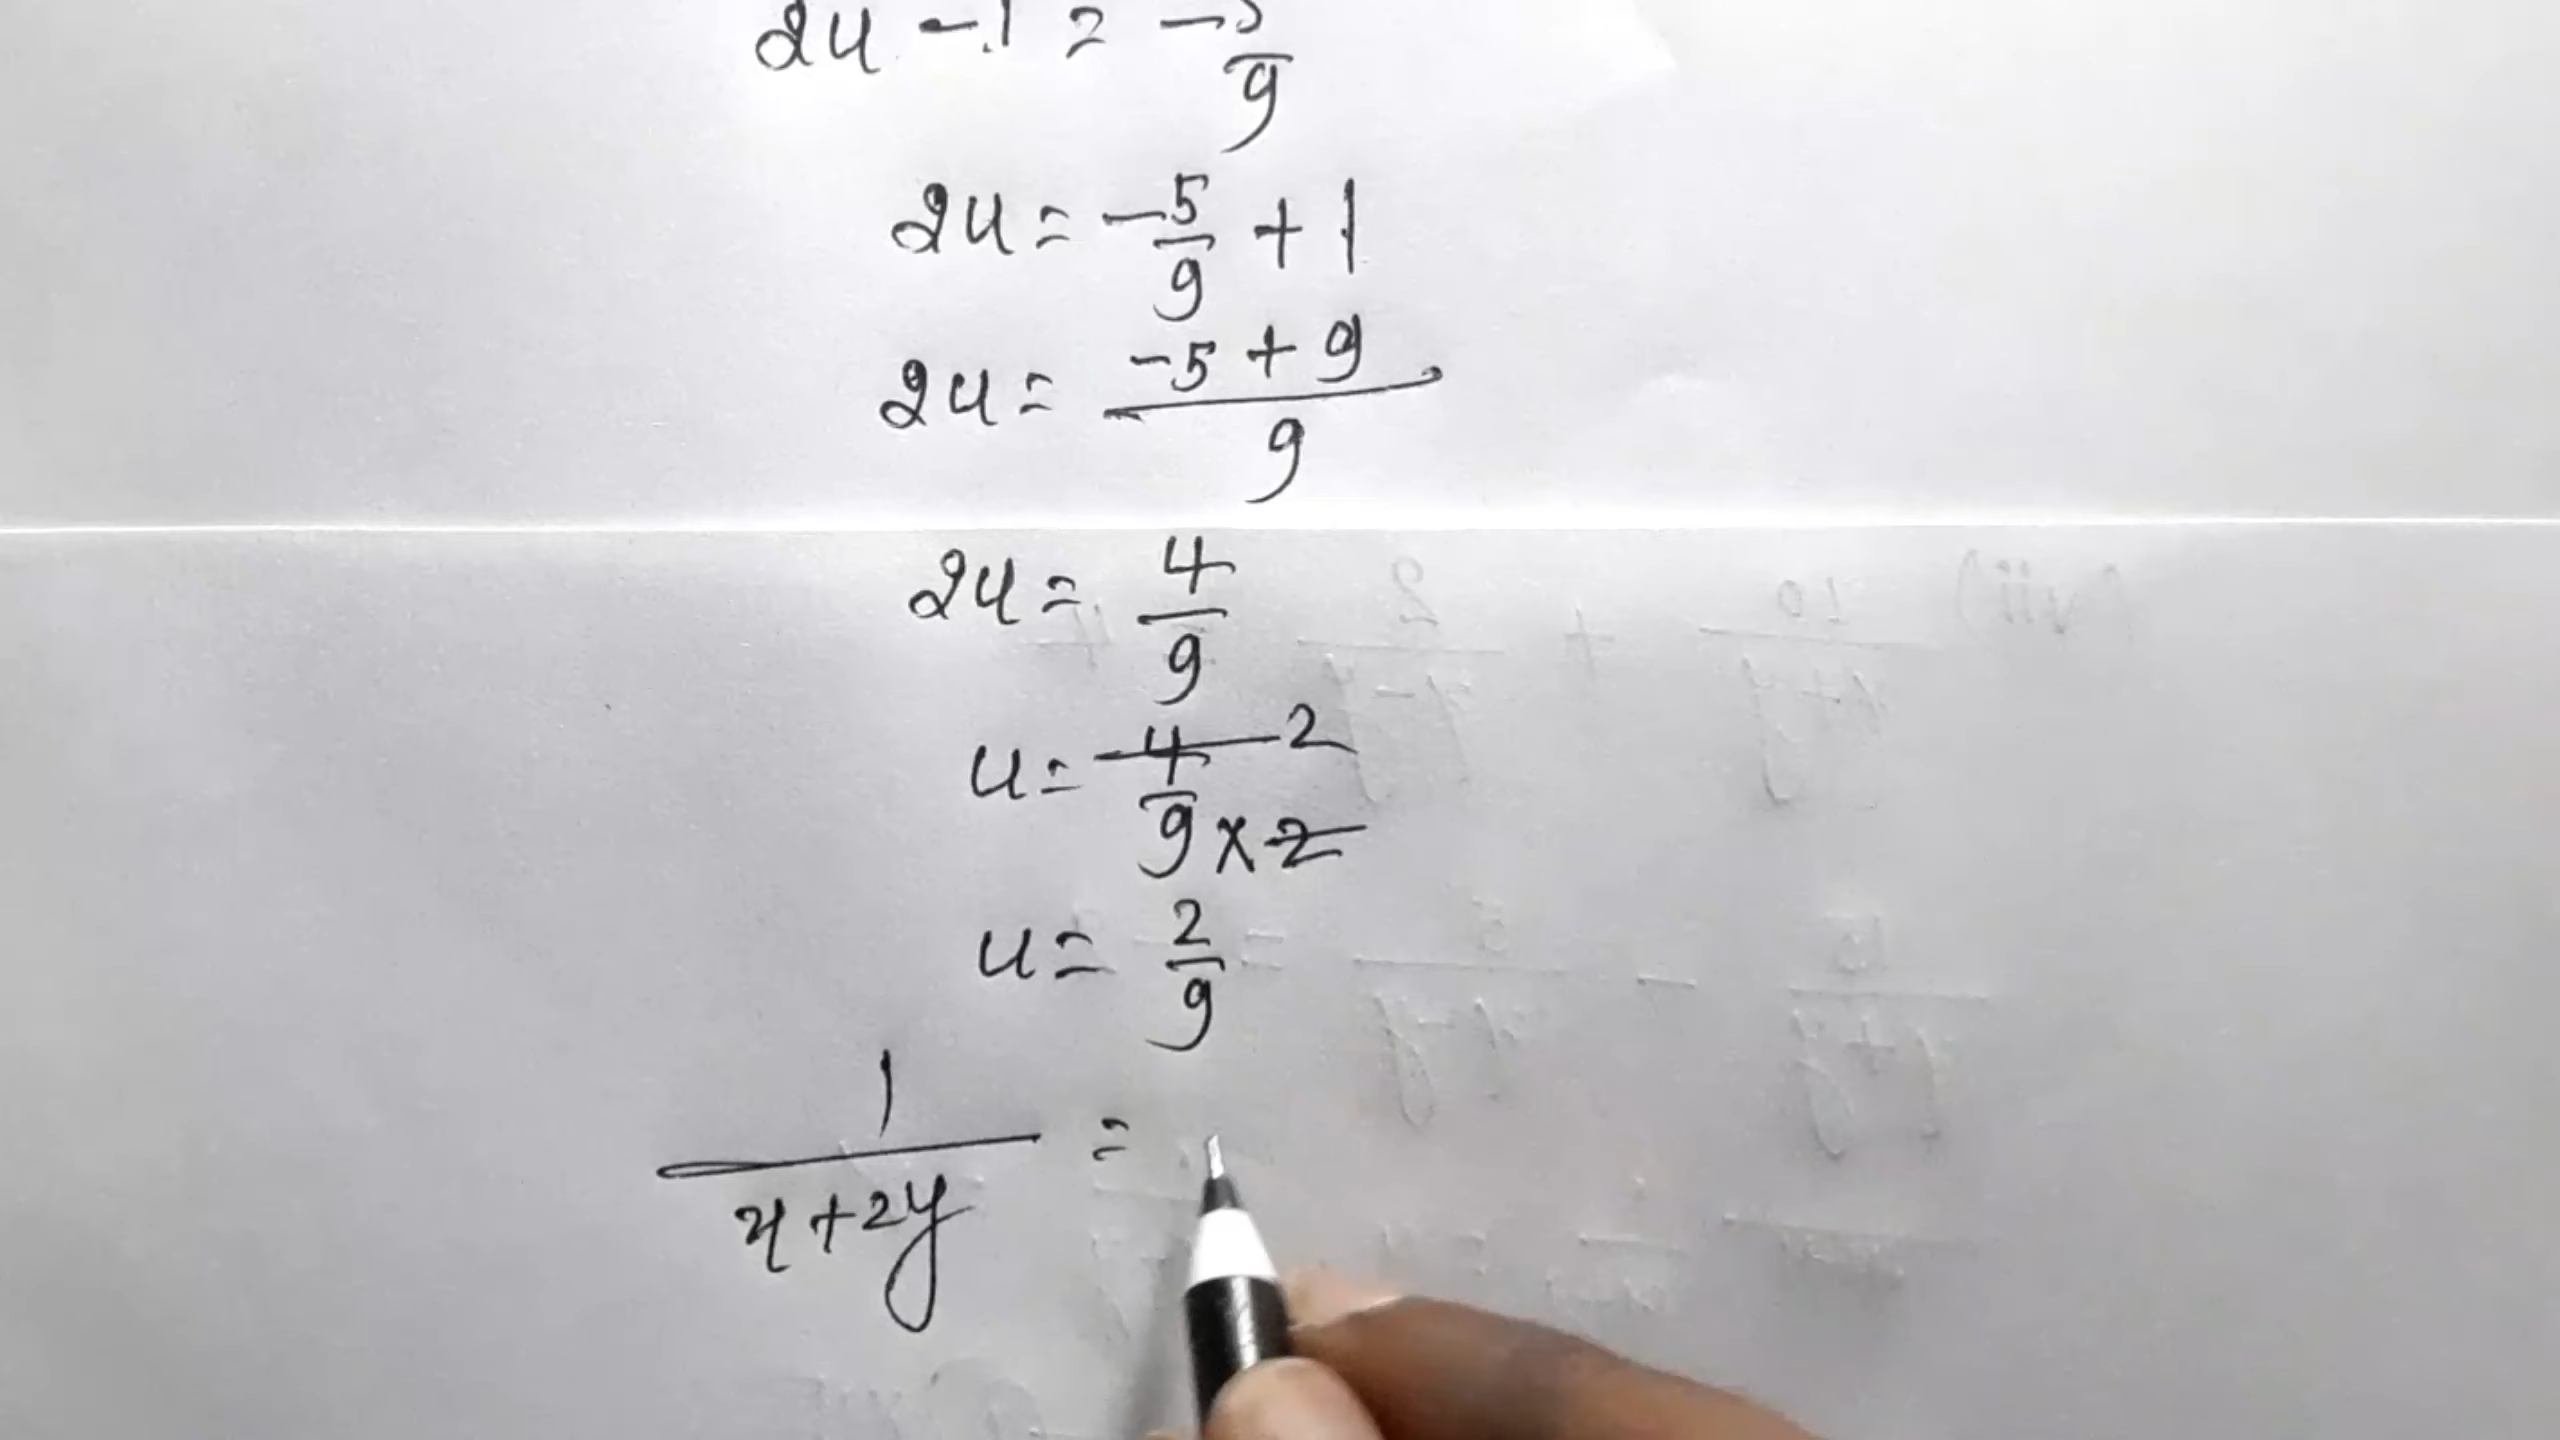 2u - 1 = -5/9
2u = -5/9 + 1
2u = (-5 + 9)/9
2u = 4/9
u = 4/(9 × 2) 2
u = 2/9
1/(x+2y) =